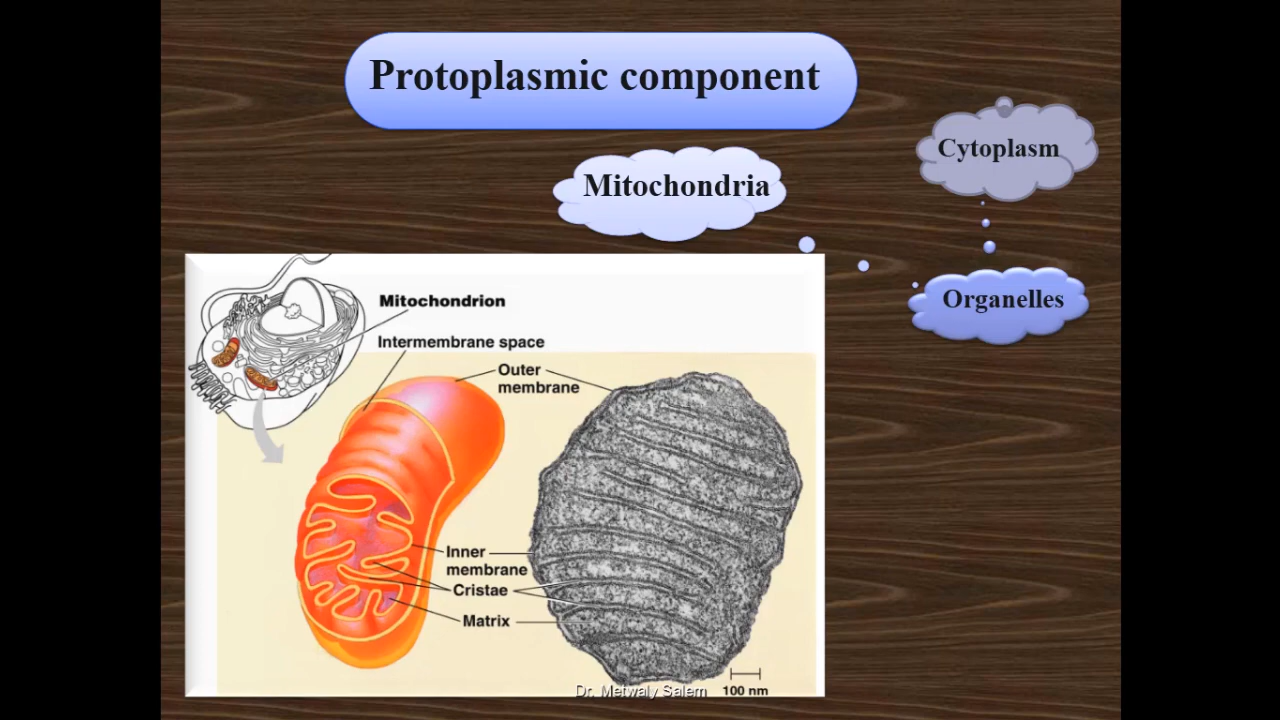 Protoplasmic component
Cytoplasm
Mitochondria
Organelles
Mitochondrion
Intermembrane space
Outer
membrane
Inner
membrane
Cristae
Matrix
Dr. Metwaly Salem
100 nm